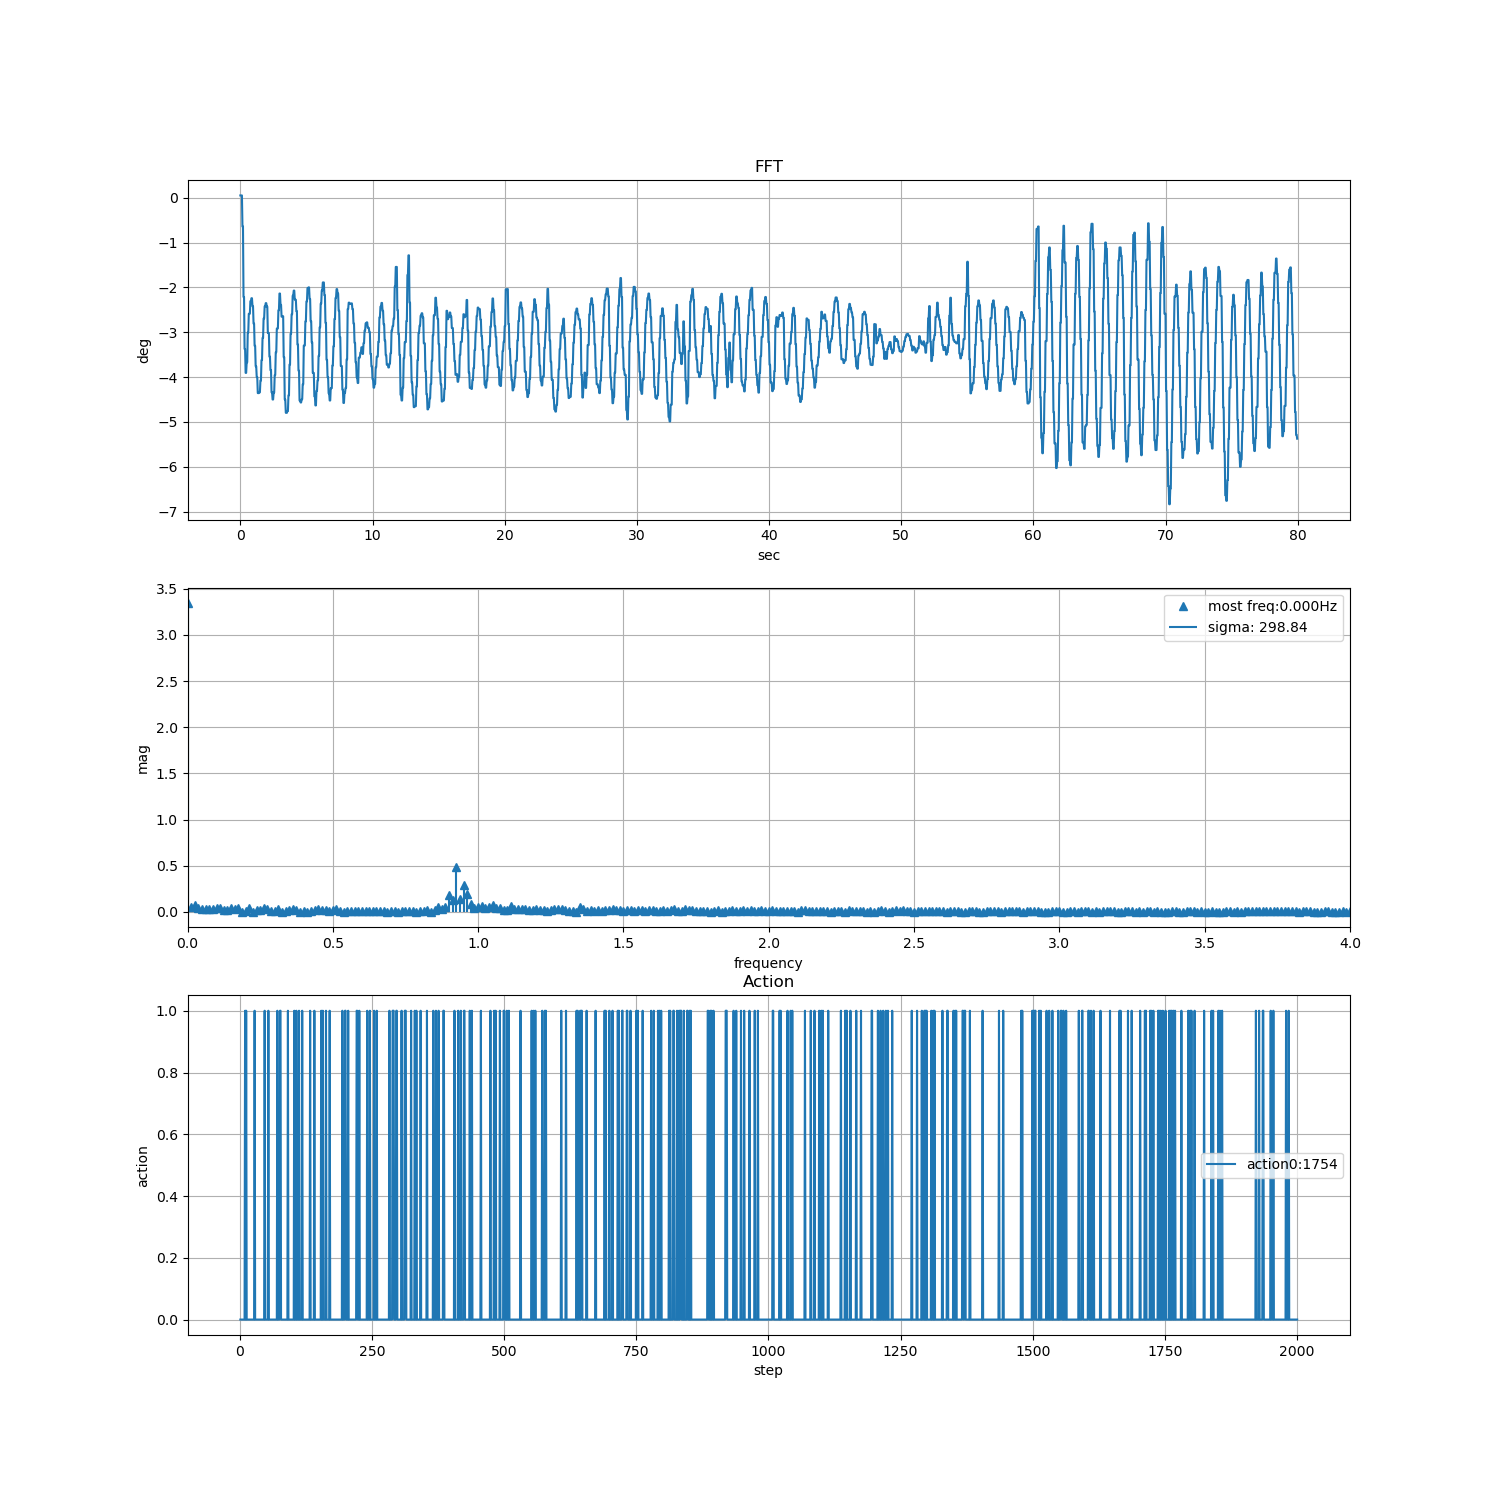 FFT
0
−1
−2
−3
−4
−5
−6
−7
deg
0 10 20 30 40 50 60 70 80
sec
3.5
3.0
2.5
2.0
1.5
1.0
0.5
0.0
mag
most freq:0.000Hz
sigma: 298.84
0.0 0.5 1.0 1.5 2.0 2.5 3.0 3.5 4.0
frequency
Action
1.0
0.8
0.6
0.4
0.2
0.0
action
action0:1754
0 250 500 750 1000 1250 1500 1750 2000
step